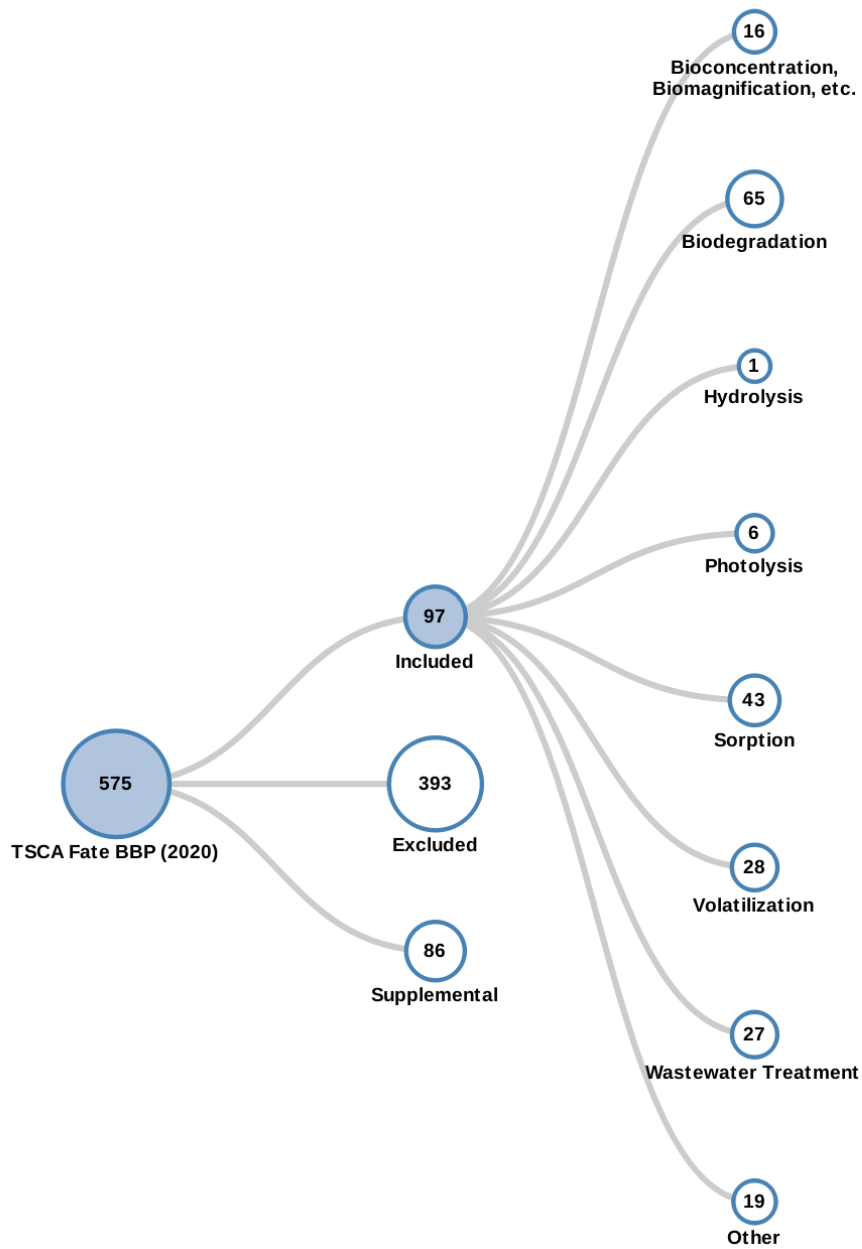 575
TSCA Fate BBP (2020)
97
Included
393
Excluded
86
Supplemental
16
Bioconcentration,
Biomagnification, etc.
65
Biodegradation
1
Hydrolysis
6
Photolysis
43
Sorption
28
Volatilization
27
Wastewater Treatment
19
Other